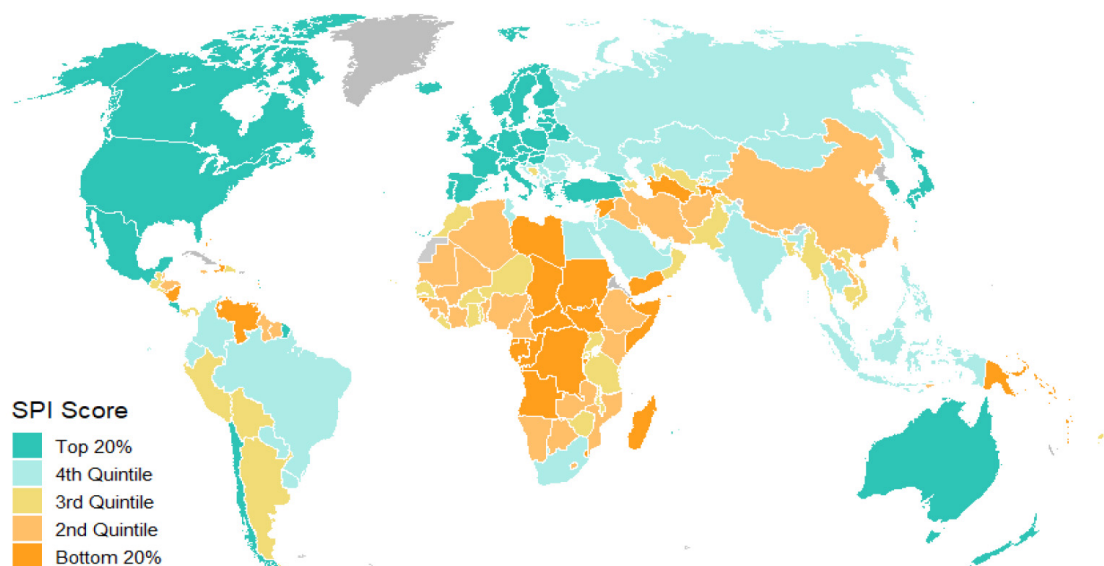 SPI Score
Top 20%
4th Quintile
3rd Quintile
2nd Quintile
Bottom 20%